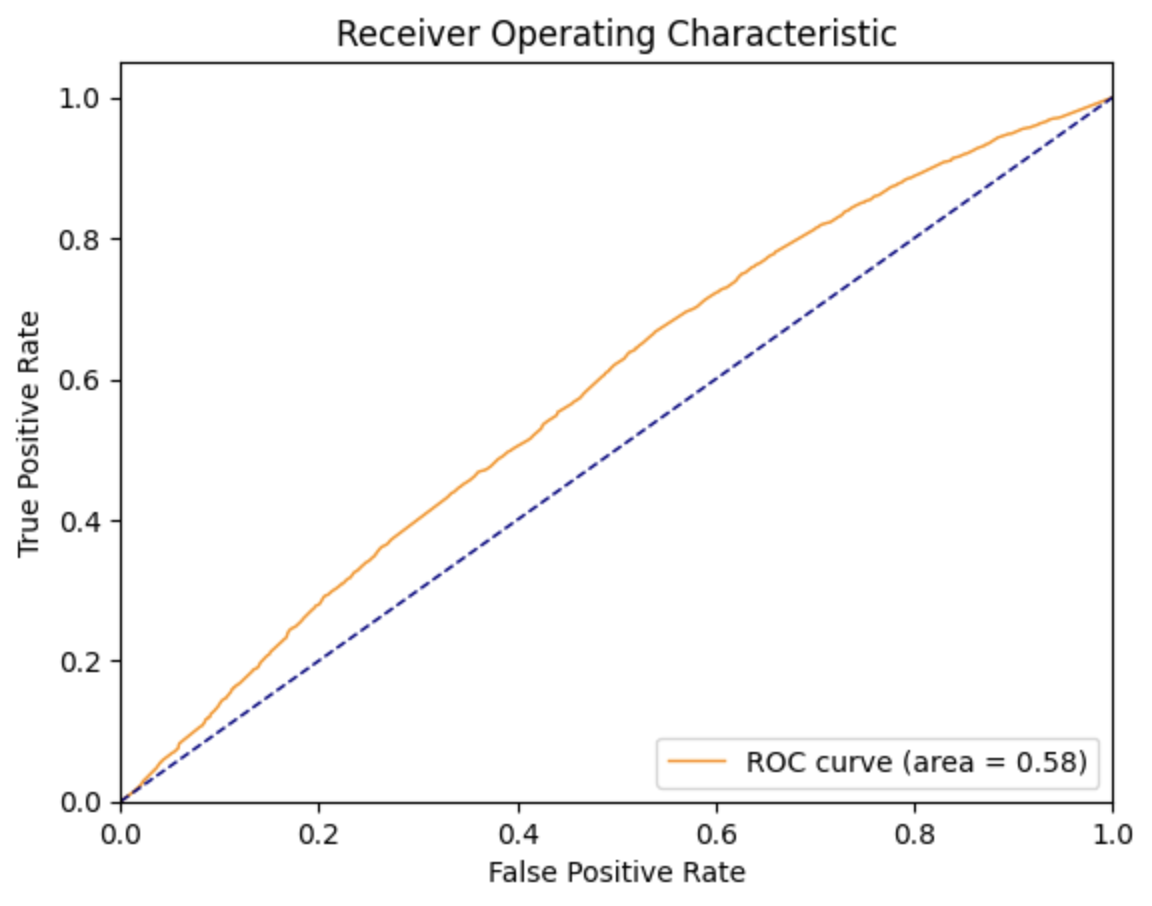 Receiver Operating Characteristic
1.0
0.8
0.6
0.4
0.2
0.0
True Positive Rate
ROC curve (area = 0.58)
0.0 0.2 0.4 0.6 0.8 1.0
False Positive Rate